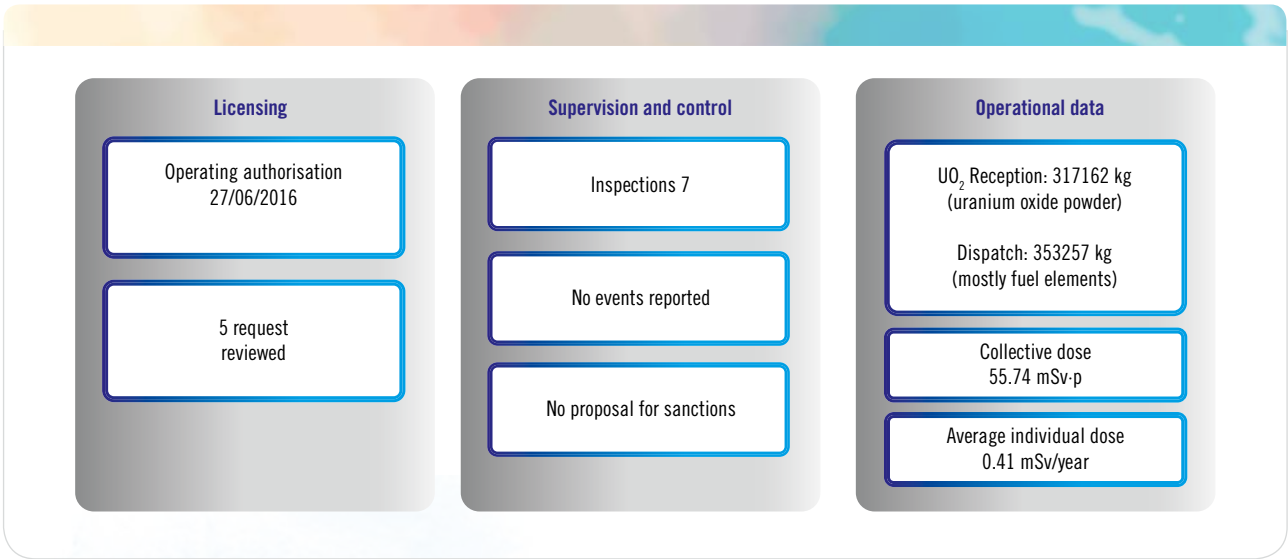 Licensing
Operating authorisation
27/06/2016
5 request
reviewed
Supervision and control
Inspections 7
No events reported
No proposal for sanctions
Operational data
UO₂ Reception: 317162 kg
(uranium oxide powder)
Dispatch: 353257 kg
(mostly fuel elements)
Collective dose
55.74 mSv·p
Average individual dose
0.41 mSv/year